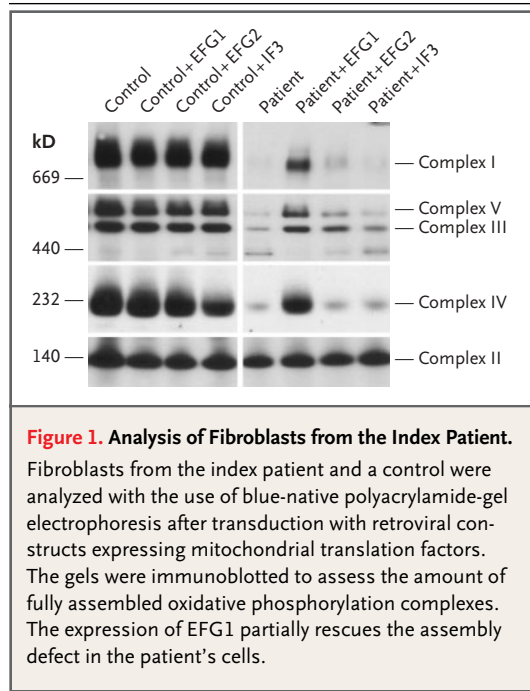 Control
Control+EFG1
Control+EFG2
Control+IF3
Patient
Patient+EFG1
Patient+EFG2
Patient+IF3
kD
669 —
— Complex I
— Complex V
— Complex III
440 —
232 —
— Complex IV
140 —
— Complex II
Figure 1. Analysis of Fibroblasts from the Index Patient.
Fibroblasts from the index patient and a control were
analyzed with the use of blue-native polyacrylamide-gel
electrophoresis after transduction with retroviral con-
structs expressing mitochondrial translation factors.
The gels were immunoblotted to assess the amount of
fully assembled oxidative phosphorylation complexes.
The expression of EFG1 partially rescues the assembly
defect in the patient's cells.